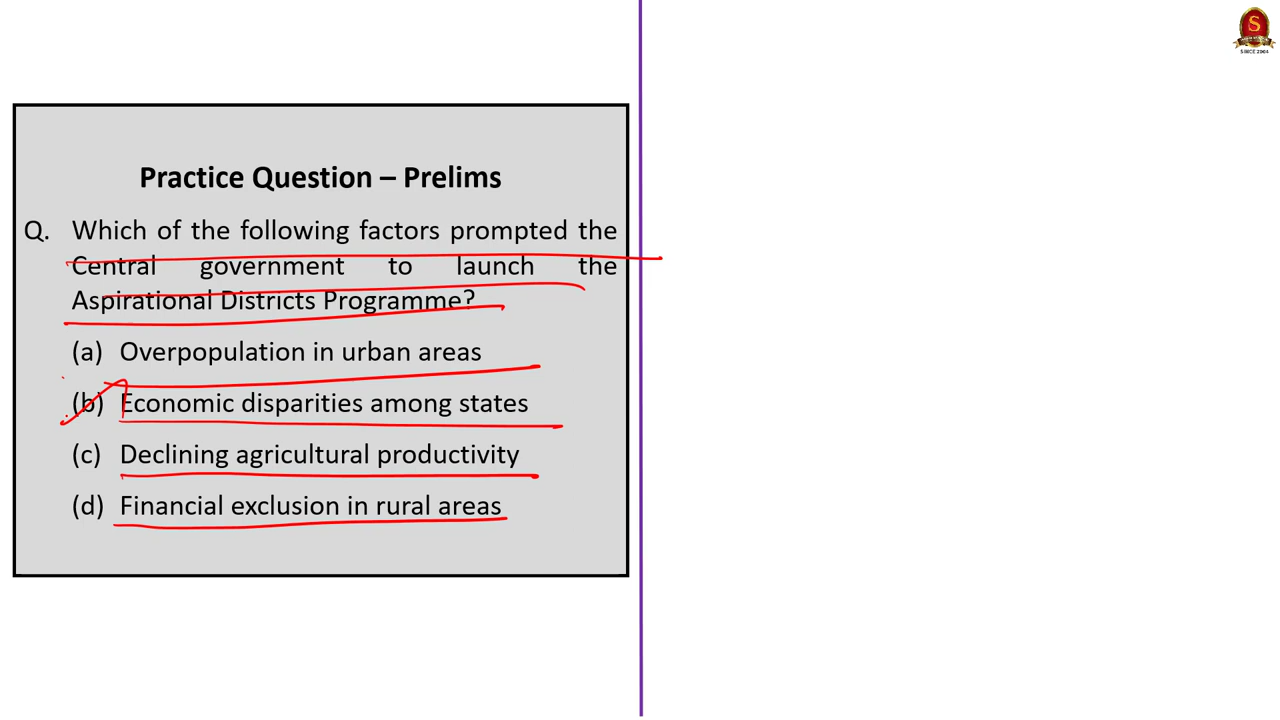 Practice Question – Prelims
Q. Which of the following factors prompted the
Central government to launch the
Aspirational Districts Programme?
(a) Overpopulation in urban areas
(b) Economic disparities among states
(c) Declining agricultural productivity
(d) Financial exclusion in rural areas
S